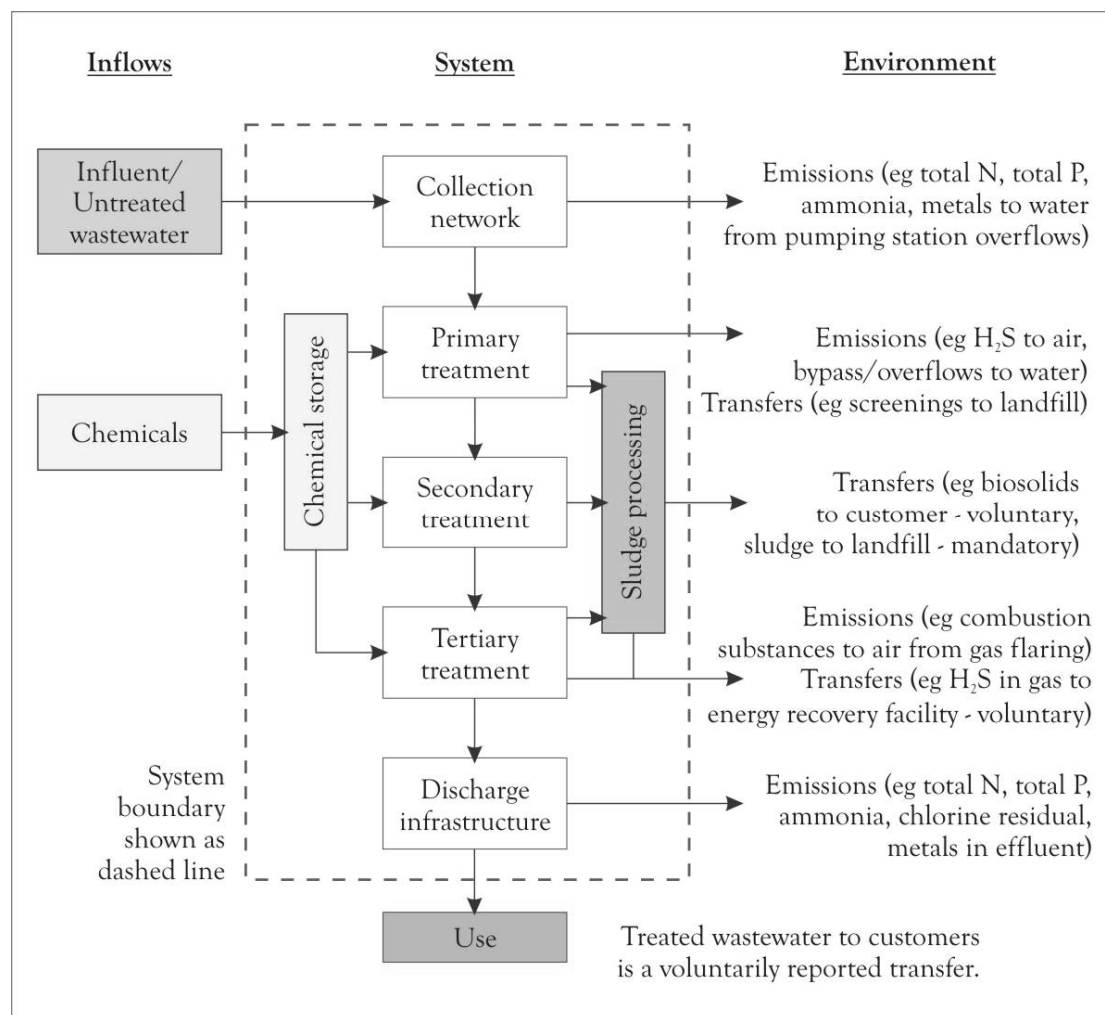 Inflows
System
Environment
Influent/
Untreated
wastewater
Collection
network
Emissions (eg total N, total P,
ammonia, metals to water
from pumping station overflows)
Chemicals
Chemical storage
Primary
treatment
Emissions (eg H₂S to air,
bypass/overflows to water)
Transfers (eg screenings to landfill)
Secondary
treatment
Sludge processing
Transfers (eg biosolids
to customer - voluntary,
sludge to landfill - mandatory)
Tertiary
treatment
Emissions (eg combustion
substances to air from gas flaring)
Transfers (eg H₂S in gas to
energy recovery facility - voluntary)
System
boundary
shown as
dashed line
Discharge
infrastructure
Emissions (eg total N, total P,
ammonia, chlorine residual,
metals in effluent)
Use
Treated wastewater to customers
is a voluntarily reported transfer.